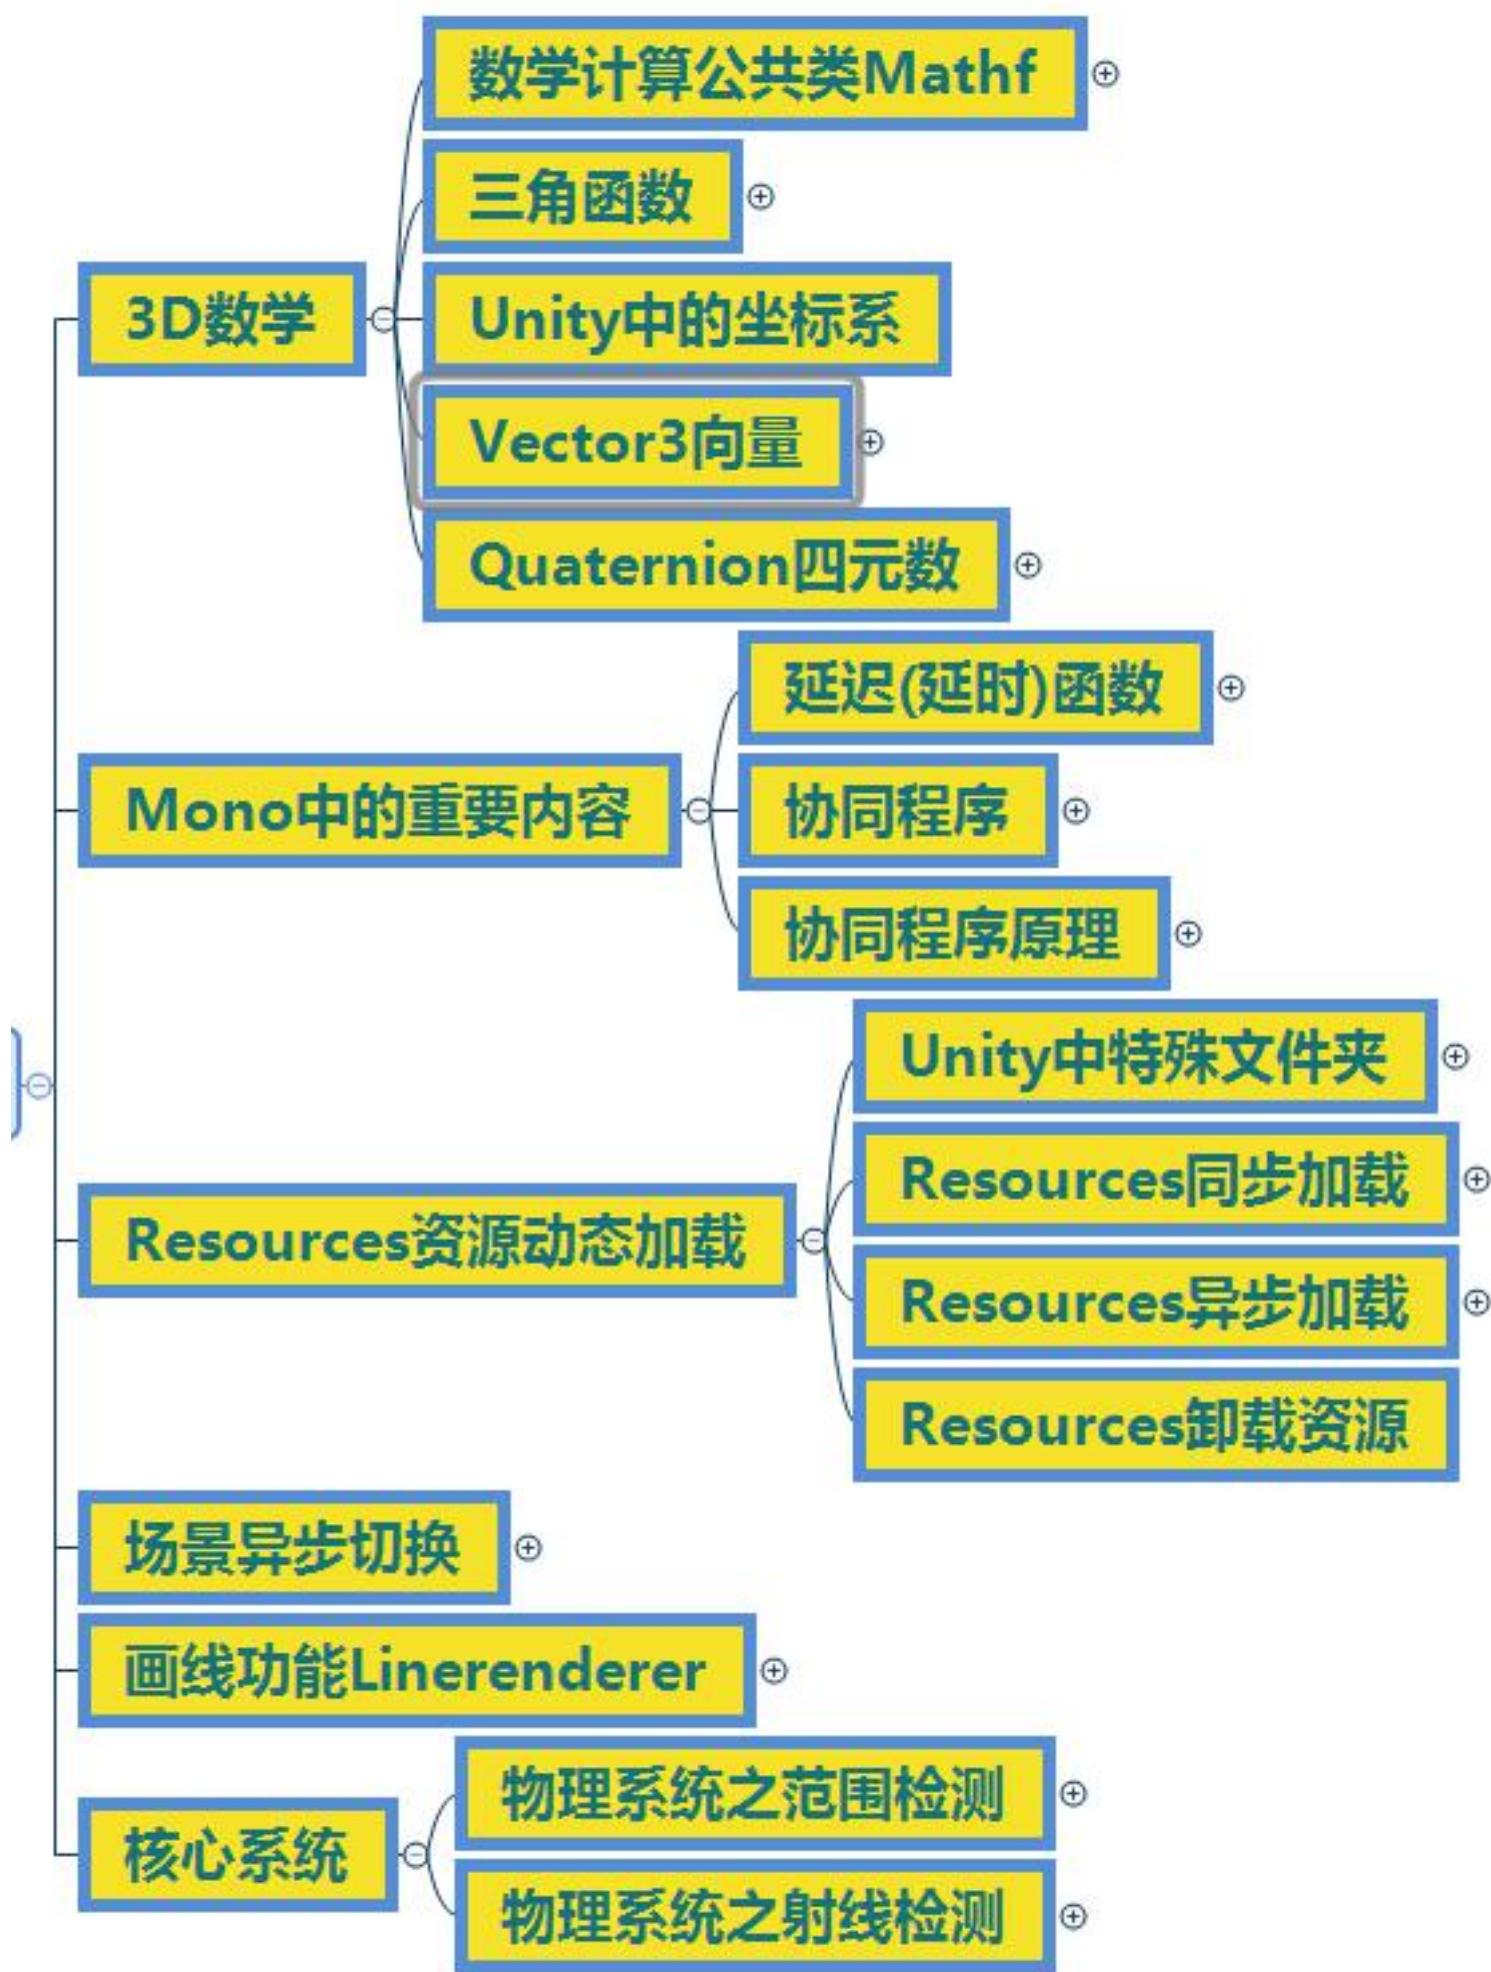 数学计算公共类Mathf
三角函数
3D数学
Unity中的坐标系
Vector3向量
Quaternion四元数
延迟(延时)函数
Mono中的重要内容
协同程序
协同程序原理
Unity中特殊文件夹
Resources同步加载
Resources资源动态加载
Resources异步加载
Resources卸载资源
场景异步切换
画线功能Linerenderer
物理系统之范围检测
核心系统
物理系统之射线检测